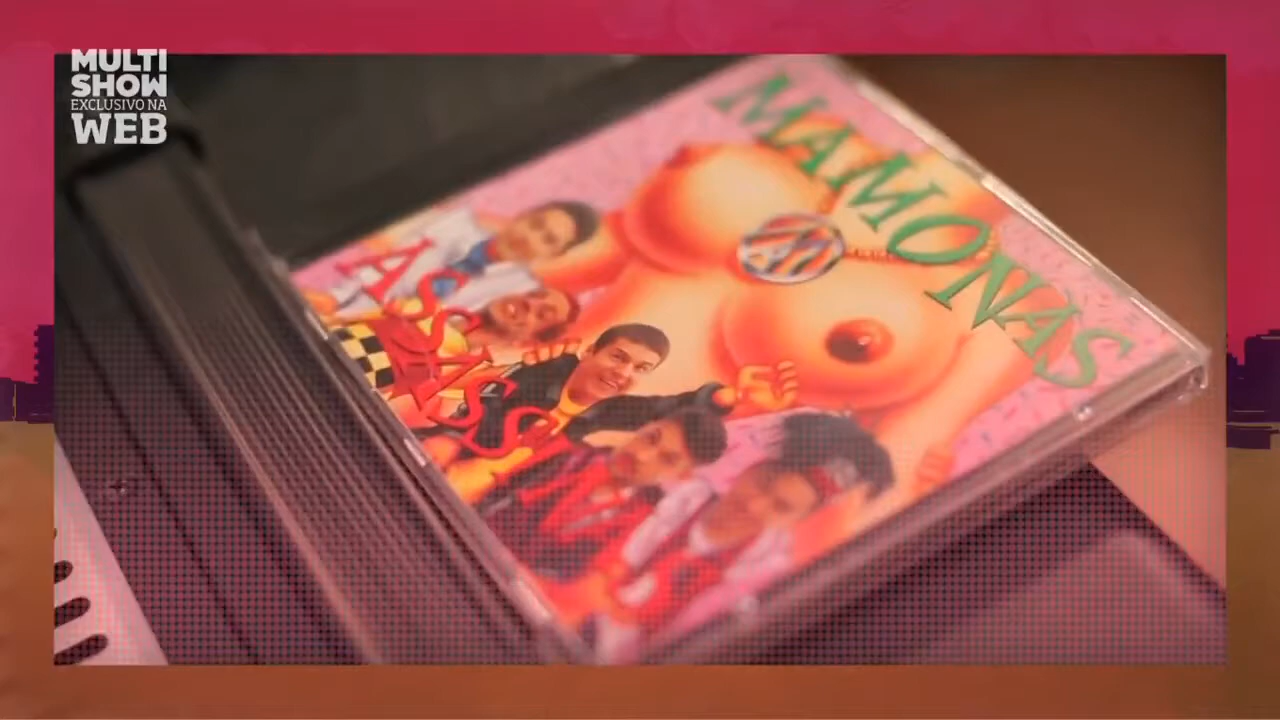 MULTI
SHOW
EXCLUSIVO NA
WEB
MAMONAS
ASSASSINAS